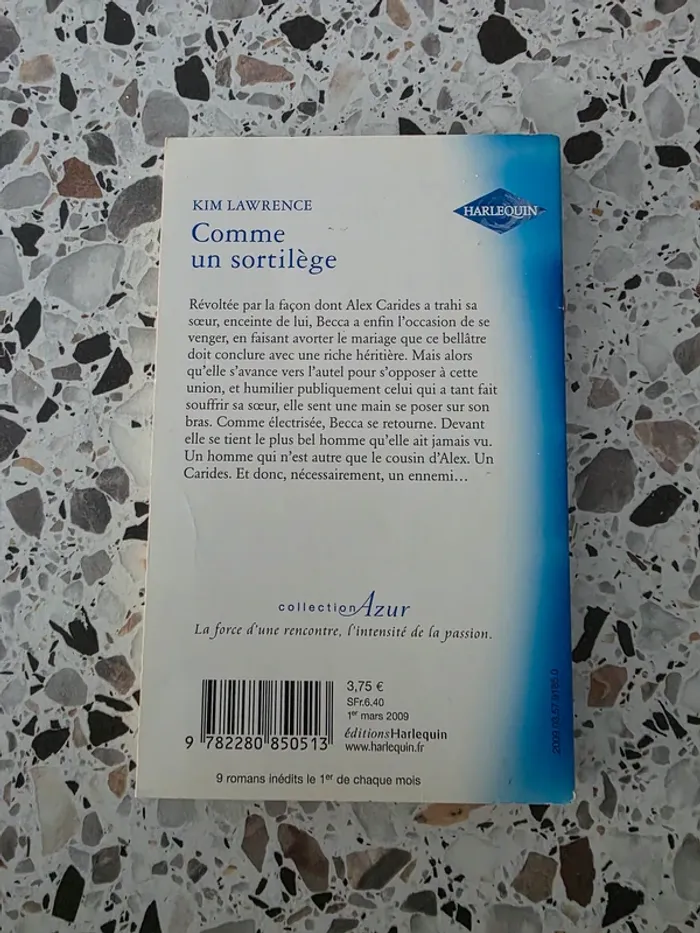 KIM LAWRENCE
HARLEQUIN
Comme
un sortilège
Révoltée par la façon dont Alex Carides a trahi sa
sœur, enceinte de lui, Becca a enfin l'occasion de se
venger, en faisant avorter le mariage que ce bellâtre
doit conclure avec une riche héritière. Mais alors
qu'elle s'avance vers l'autel pour s'opposer à cette
union, et humilier publiquement celui qui a tant fait
souffrir sa sœur, elle sent une main se poser sur son
bras. Comme électrisée, Becca se retourne. Devant
elle se tient le plus bel homme qu'elle ait jamais vu.
Un homme qui n'est autre que le cousin d'Alex. Un
Carides. Et donc, nécessairement, un ennemi…
collection Azur
La force d'une rencontre, l'intensité de la passion.
3,75 €
SFr.6.40
1er mars 2009
éditionsHarlequin
www.harlequin.fr
9 782280 850513
9 romans inédits le 1er de chaque mois